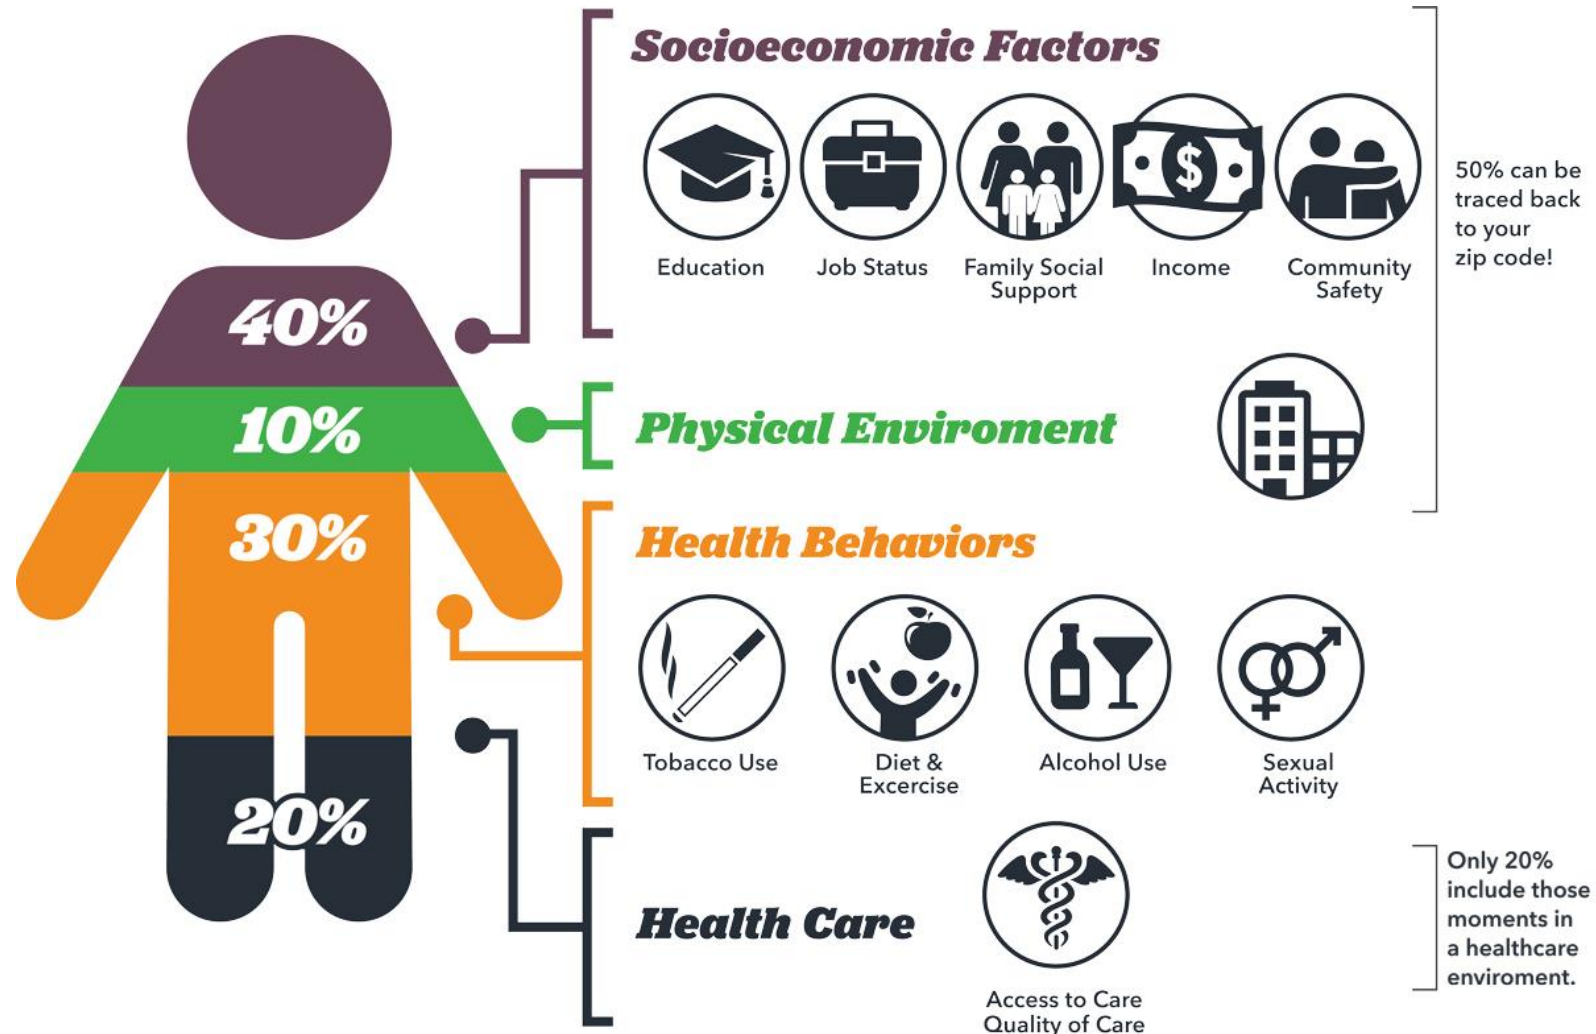 Socioeconomic Factors
Education
Job Status
Family Social
Support
Income
Community
Safety
50% can be
traced back
to your
zip code!
40%
10%
Physical Enviroment
30%
Health Behaviors
Tobacco Use
Diet &
Excercise
Alcohol Use
Sexual
Activity
20%
Health Care
Access to Care
Quality of Care
Only 20%
include those
moments in
a healthcare
enviroment.
$